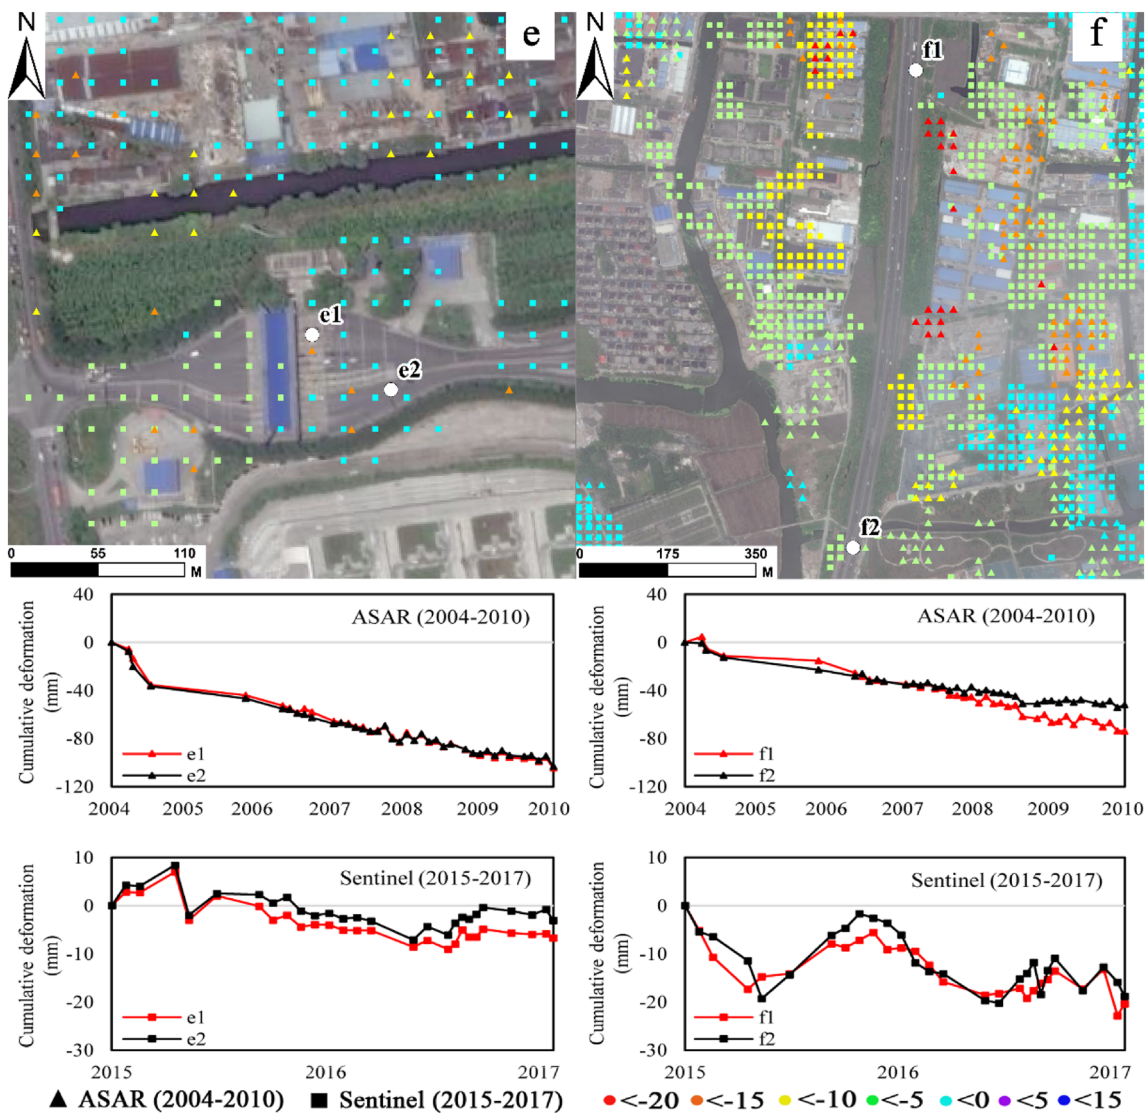 N
e
e1
e2
0 55 110
M
N
f
f1
f2
0 175 350
M
Cumulative deformation
(mm)
40
0
-40
-80
-120
ASAR (2004-2010)
e1
e2
2004 2005 2006 2007 2008 2009 2010
Cumulative deformation
(mm)
40
0
-40
-80
-120
ASAR (2004-2010)
f1
f2
2004 2005 2006 2007 2008 2009 2010
Cumulative deformation
(mm)
10
0
-10
-20
-30
Sentinel (2015-2017)
e1
e2
2015 2016 2017
Cumulative deformation
(mm)
10
0
-10
-20
-30
Sentinel (2015-2017)
f1
f2
2015 2016 2017
ASAR (2004-2010) Sentinel (2015-2017) <-20 <-15 <-10 <-5 <0 <5 <15